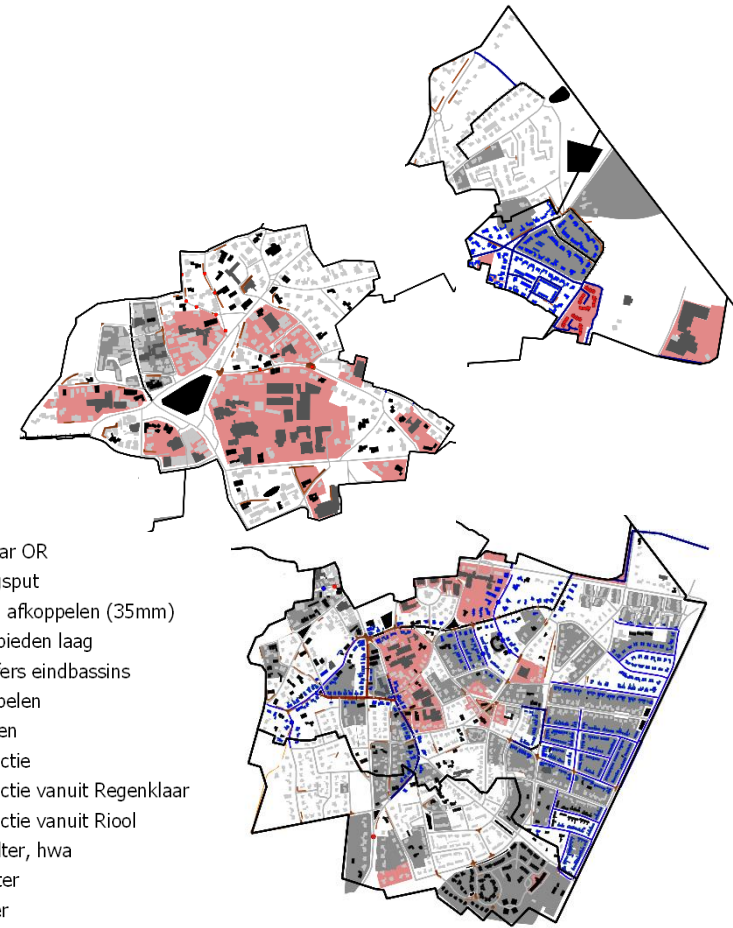 ar OR
gsput
afkoppelen (35mm)
bieden laag
fers eindbassins
pelen
en
ctie
ctie vanuit Regenklaar
ctie vanuit Riool
lter, hwa
ter
er